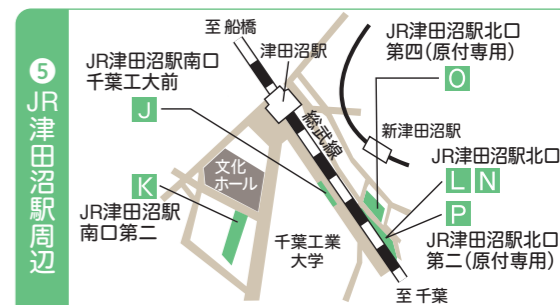 ❺JR津田沼駅周辺
至 船橋
津田沼駅
JR津田沼駅北口
第四(原付専用)
O
JR津田沼駅南口
千葉工大前
J
総武線
新津田沼駅
文化
ホール
K
JR津田沼駅
南口第二
JR津田沼駅北口
L N
P
千葉工業
大学
JR津田沼駅北口
第二(原付専用)
至 千葉